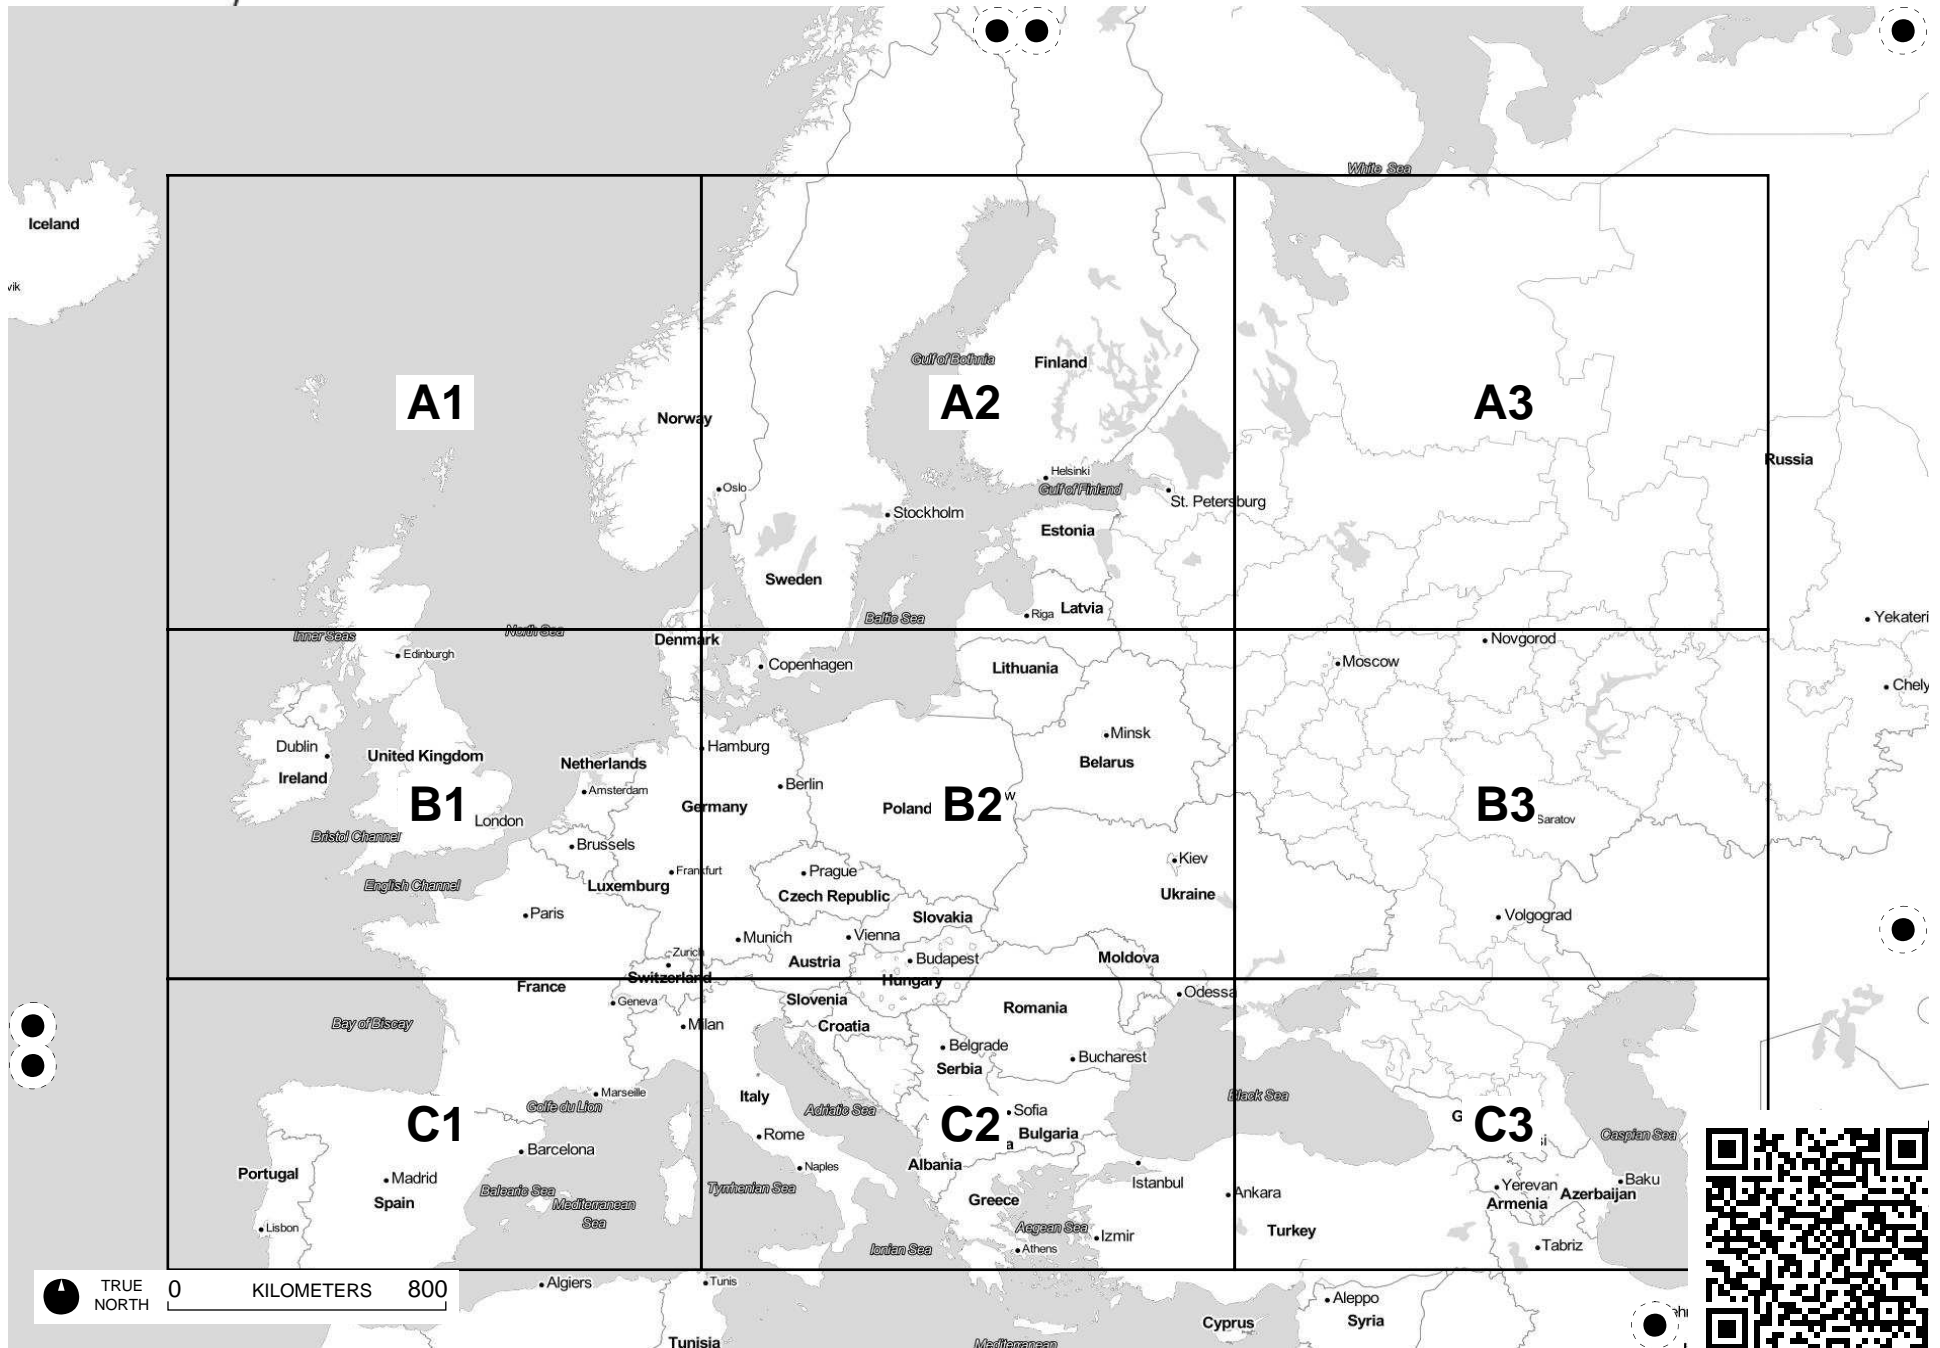 White Sea
Iceland
vik
Gulf of Bothnia
Finland
A1
A2
A3
Norway
Russia
Helsinki
Oslo
Gulf of Finland
St. Petersburg
Stockholm
Estonia
Sweden
Latvia
Riga
Baltic Sea
Yekateri
Inner Seas
North Sea
Denmark
Novgorod
Edinburgh
Copenhagen
Lithuania
Moscow
Chely
Minsk
Dublin
Hamburg
United Kingdom
Netherlands
Belarus
Ireland
Berlin
Amsterdam
Germany
Poland
B1
B2
w
B3
London
Saratov
Bristol Channel
Brussels
Kiev
Frankfurt
Prague
English Channel
Luxemburg
Czech Republic
Ukraine
Paris
Slovakia
Volgograd
Munich
Vienna
Zurich
Austria
Budapest
Moldova
Switzerland
Hungary
France
Geneva
Slovenia
Odessa
Romania
Bay of Biscay
Milan
Croatia
Belgrade
Bucharest
Serbia
Marseille
Italy
Black Sea
Golfe du Lion
Adriatic Sea
Sofia
C1
C2
G
C3
si
Rome
a
Bulgaria
Caspian Sea
Barcelona
Albania
Portugal
Madrid
Naples
Istanbul
Yerevan
Baku
Balearic Sea
Tyrrhenian Sea
Ankara
Azerbaijan
Spain
Mediterranean
Sea
Greece
Armenia
Lisbon
Aegean Sea
Izmir
Turkey
Ionian Sea
Athens
Tabriz
TRUE
NORTH
0 KILOMETERS 800
Algiers
Tunis
Aleppo
Cyprus
Syria
Tunisia
Mediterranean